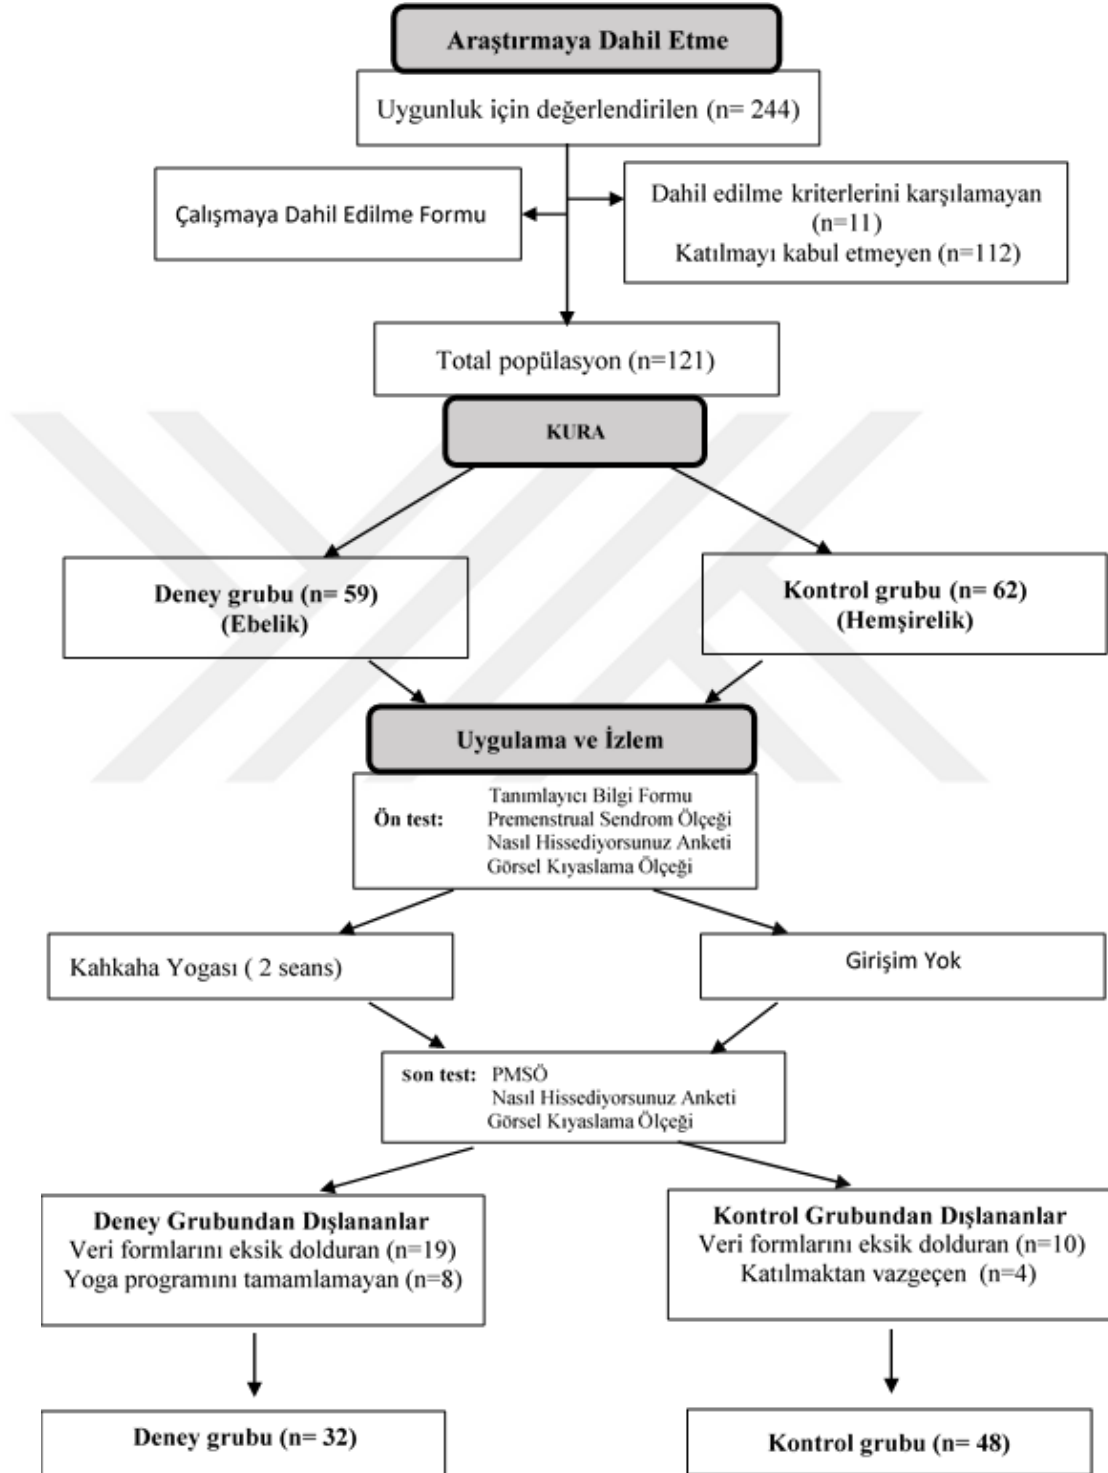 Araştırmaya Dahil Etme
Uygunluk için değerlendirilen (n= 244)
Çalışmaya Dahil Edilme Formu
Dahil edilme kriterlerini karşılamayan
(n=11)
Katılmayı kabul etmeyen (n=112)
Total popülasyon (n=121)
KURA
Deney grubu (n= 59)
(Ebelik)
Kontrol grubu (n= 62)
(Hemşirelik)
Uygulama ve İzlem
Tanımlayıcı Bilgi Formu
Ön test: Premenstrual Sendrom Ölçeği
Nasıl Hissediyorsunuz Anketi
Görsel Kıyaslama Ölçeği
Kahkaha Yogası ( 2 seans)
Girişim Yok
Son test: PMSÖ
Nasıl Hissediyorsunuz Anketi
Görsel Kıyaslama Ölçeği
Deney Grubundan Dışlananlar
Veri formlarını eksik dolduran (n=19)
Yoga programını tamamlamayan (n=8)
Kontrol Grubundan Dışlananlar
Veri formlarını eksik dolduran (n=10)
Katılmaktan vazgeçen (n=4)
Deney grubu (n= 32)
Kontrol grubu (n= 48)